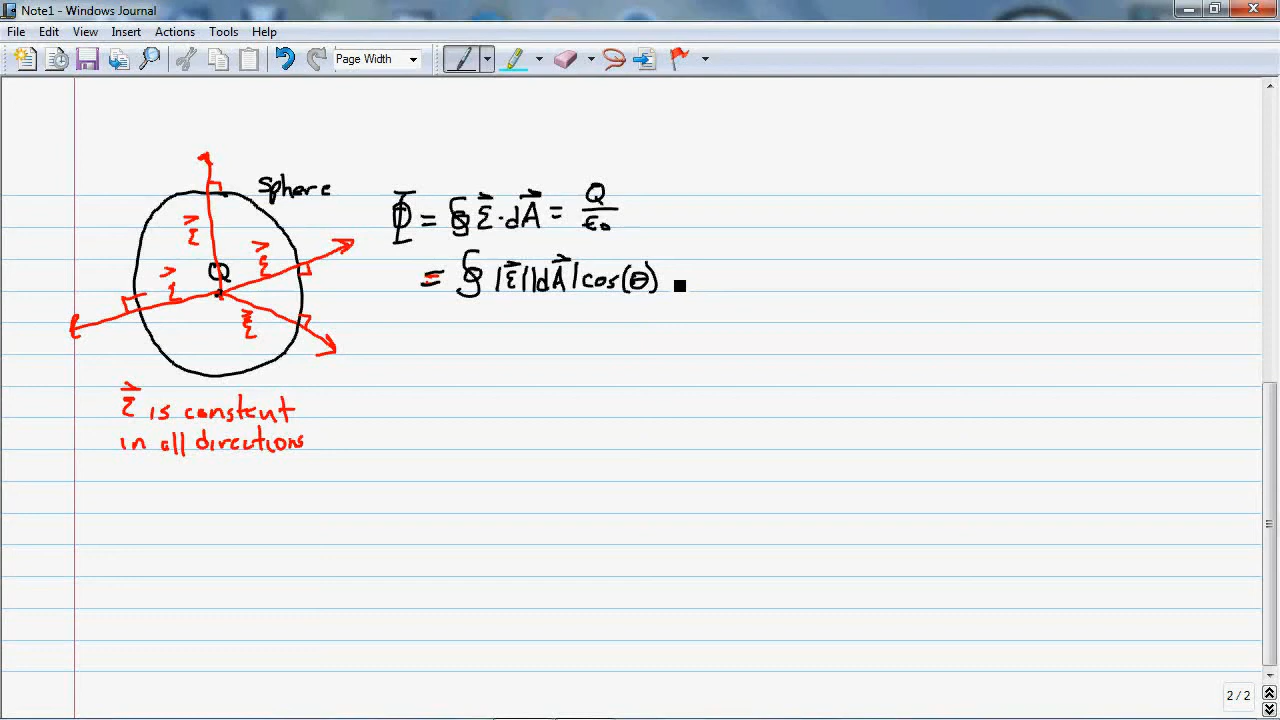 Note1 - Windows Journal
File Edit View Insert Actions Tools Help
Page Width
sphere
Φ = ∮ E⃗ · dA⃗ = Q/ε₀
= ∮ |E⃗||dA⃗|cos(θ)
E⃗
E⃗
Q
E⃗
E⃗
E⃗ is constant
in all directions
2 / 2